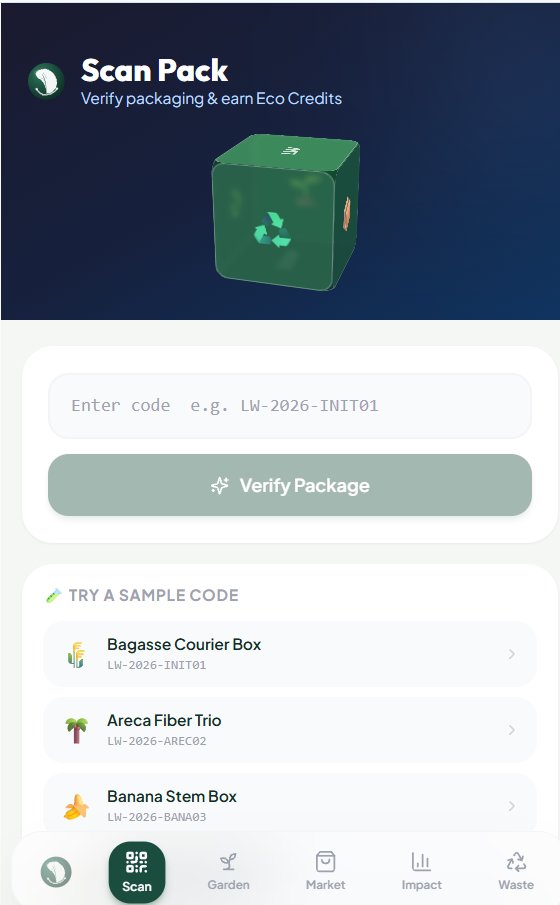 Scan Pack
Verify packaging & earn Eco Credits
Enter code e.g. LW-2026-INIT01
Verify Package
TRY A SAMPLE CODE
Bagasse Courier Box
LW-2026-INIT01
Areca Fiber Trio
LW-2026-AREC02
Banana Stem Box
LW-2026-BANA03
Scan
Garden
Market
Impact
Waste